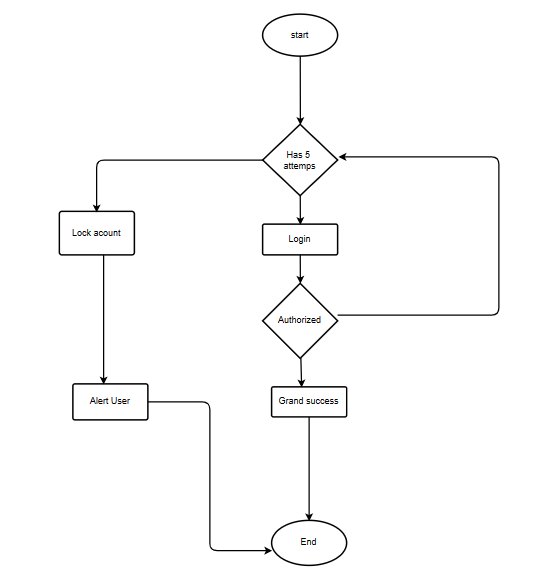 start
Has 5
attemps
Lock acount
Login
Authorized
Alert User
Grand success
End